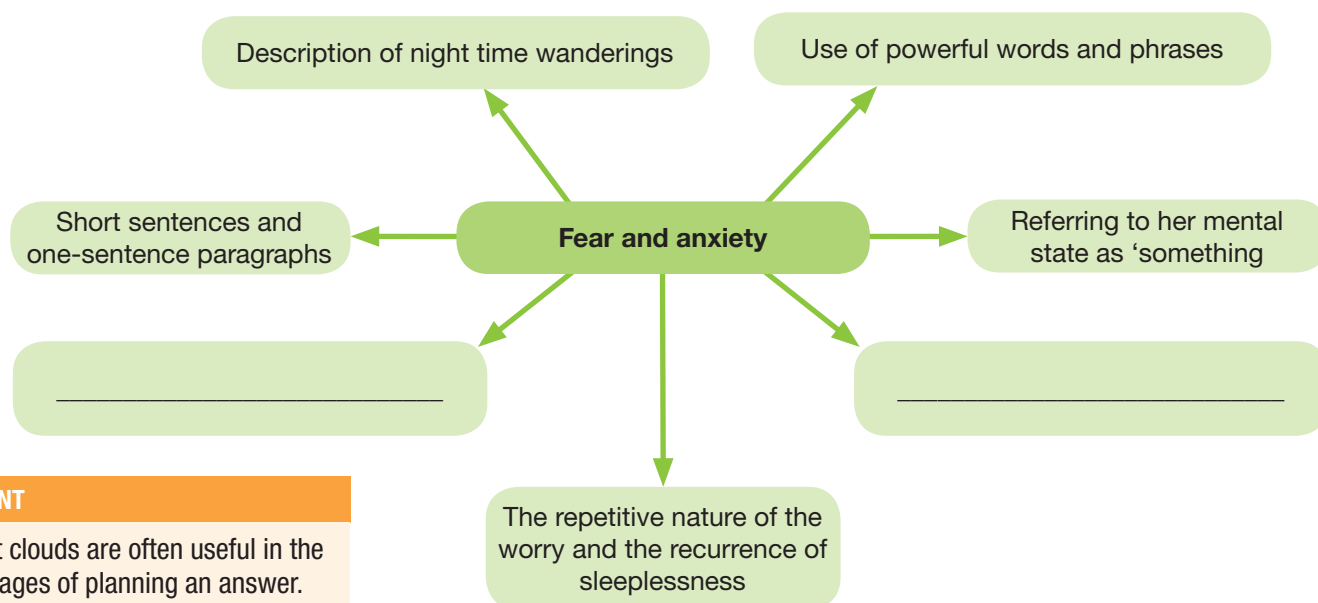 Description of night time wanderings
Use of powerful words and phrases
Short sentences and
one-sentence paragraphs
Fear and anxiety
Referring to her mental
state as ‘something
____________________________
____________________________
The repetitive nature of the
worry and the recurrence of
sleeplessness
NT
t clouds are often useful in the
ages of planning an answer.